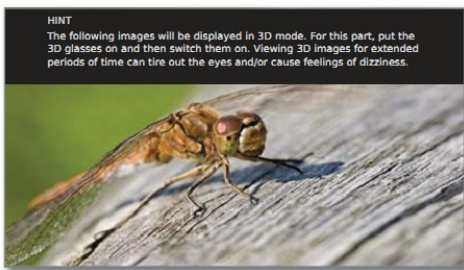 HINT
The following images will be displayed in 3D mode. For this part, put the
3D glasses on and then switch them on. Viewing 3D images for extended
periods of time can tire out the eyes and/or cause feelings of dizziness.